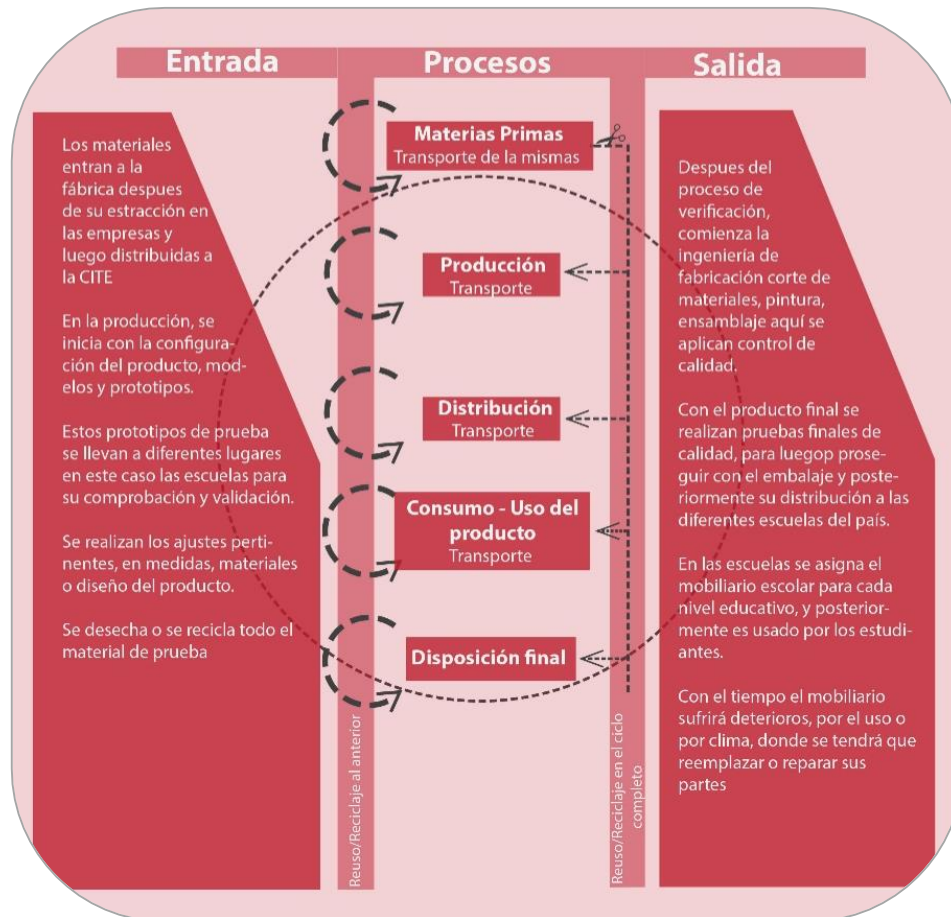 Entrada
Procesos
Salida
Los materiales
entran a la
fábrica despues
de su estracción en
las empresas y
luego distribuidas a
la CITE
En la producción, se
inicia con la configura-
ción del producto, mod-
elos y prototipos.
Estos prototipos de prueba
se llevan a diferentes lugares
en este caso las escuelas para
su comprobación y validación.
Se realizan los ajustes perti-
nentes, en medidas, materiales
o diseño del producto.
Se desecha o se recicla todo el
material de prueba
Reuso/Reciclaje al anterior
Materias Primas
Transporte de la mismas
Producción
Transporte
Distribución
Transporte
Consumo - Uso del
producto
Transporte
Disposición final
Reuso/Reciclaje en el ciclo
completo
Despues del
proceso de
verificación,
comienza la
ingeniería de
fabricación corte de
materiales, pintura,
ensamblaje aquí se
aplican control de
calidad.
Con el producto final se
realizan pruebas finales de
calidad, para luegop prose-
guir con el embalaje y poste-
riormente su distribución a las
diferentes escuelas del país.
En las escuelas se asigna el
mobiliario escolar para cada
nivel educativo, y posterior-
mente es usado por los estudi-
antes.
Con el tiempo el mobiliario
sufrirá deterioros, por el uso o
por clima, donde se tendrá que
reemplazar o reparar sus
partes